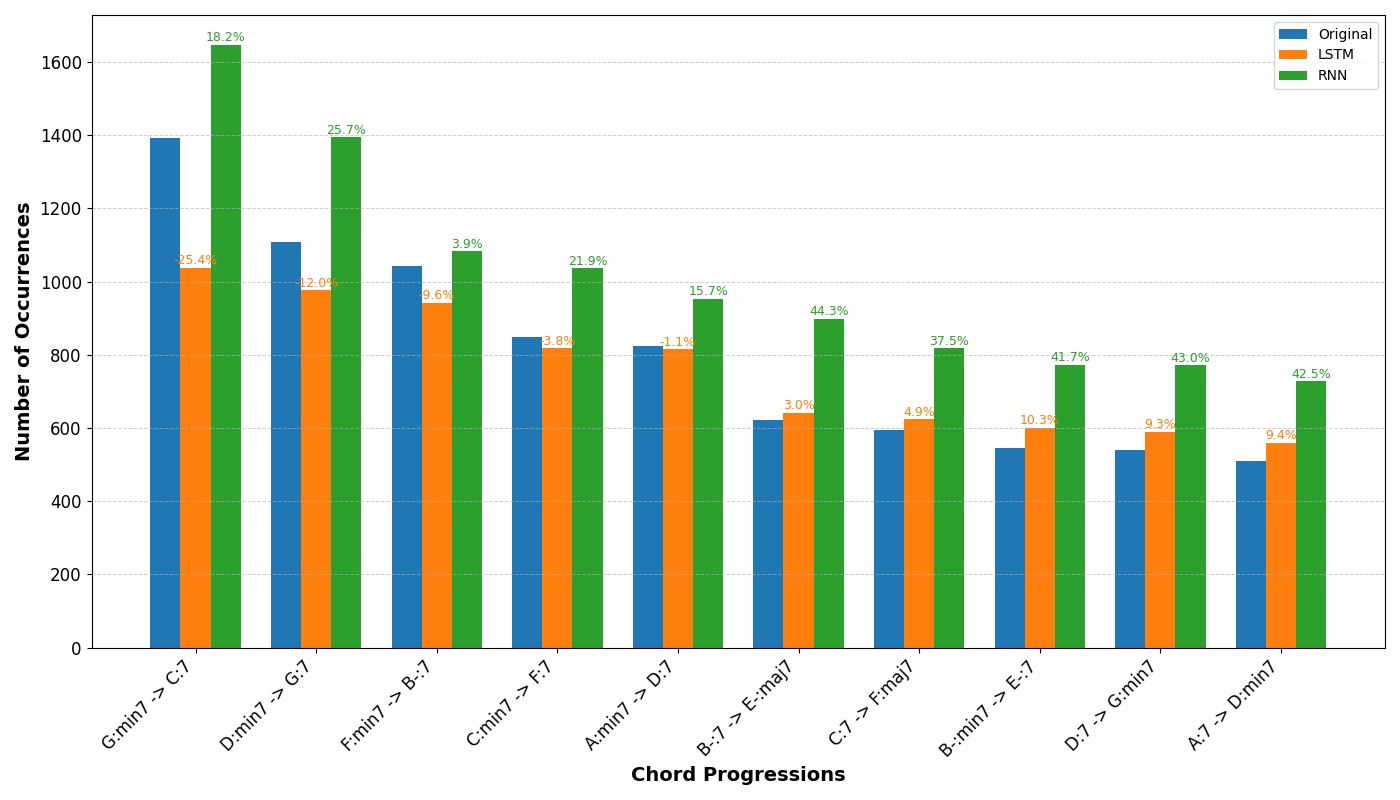 18.2%
25.7%
3.9%
21.9%
15.7%
44.3%
37.5%
41.7%
43.0%
42.5%
-25.4%
-12.0%
-9.6%
-3.8%
-1.1%
3.0%
4.9%
10.3%
9.3%
9.4%
Original
LSTM
RNN
1600
1400
1200
1000
800
600
400
200
0
Number of Occurrences
G:min7 -> C:7
D:min7 -> G:7
F:min7 -> B-:7
C:min7 -> F:7
A:min7 -> D:7
B-:7 -> E-:maj7
C:7 -> F:maj7
B-:min7 -> E-:7
D:7 -> G:min7
A:7 -> D:min7
Chord Progressions